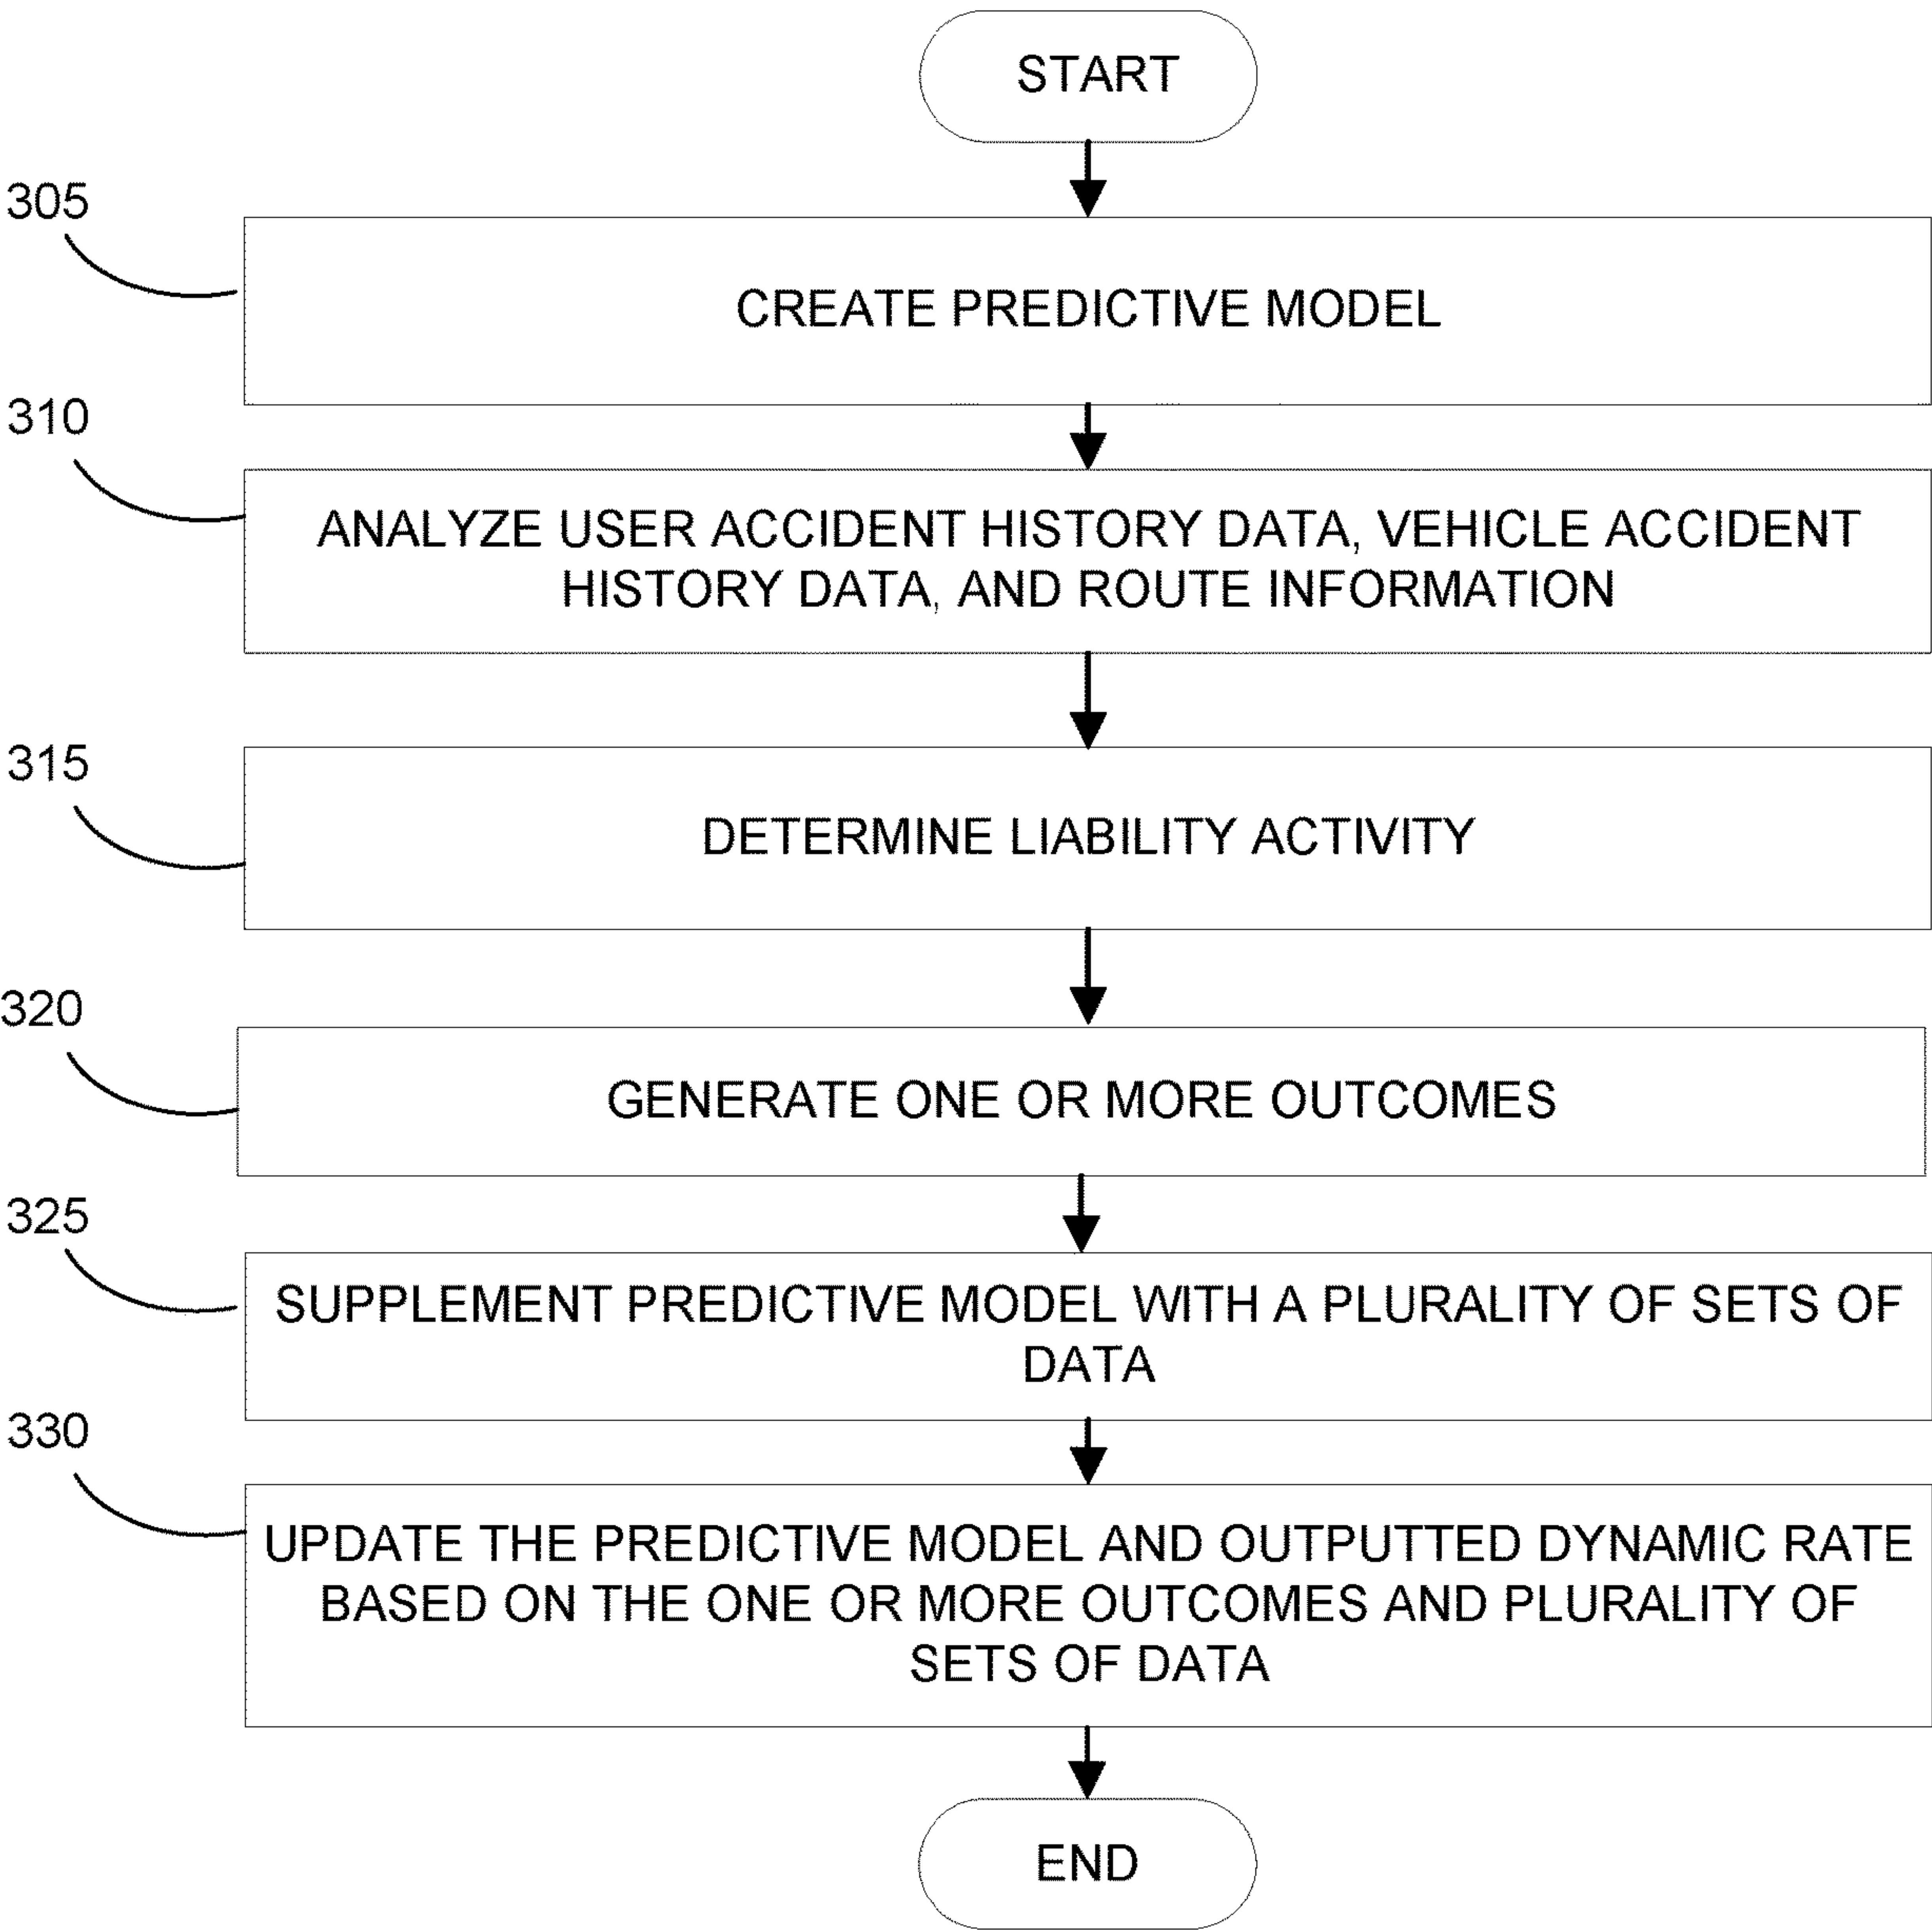 START
305
CREATE PREDICTIVE MODEL
310
ANALYZE USER ACCIDENT HISTORY DATA, VEHICLE ACCIDENT
HISTORY DATA, AND ROUTE INFORMATION
315
DETERMINE LIABILITY ACTIVITY
320
GENERATE ONE OR MORE OUTCOMES
325
SUPPLEMENT PREDICTIVE MODEL WITH A PLURALITY OF SETS OF
DATA
330
UPDATE THE PREDICTIVE MODEL AND OUTPUTTED DYNAMIC RATE
BASED ON THE ONE OR MORE OUTCOMES AND PLURALITY OF
SETS OF DATA
END